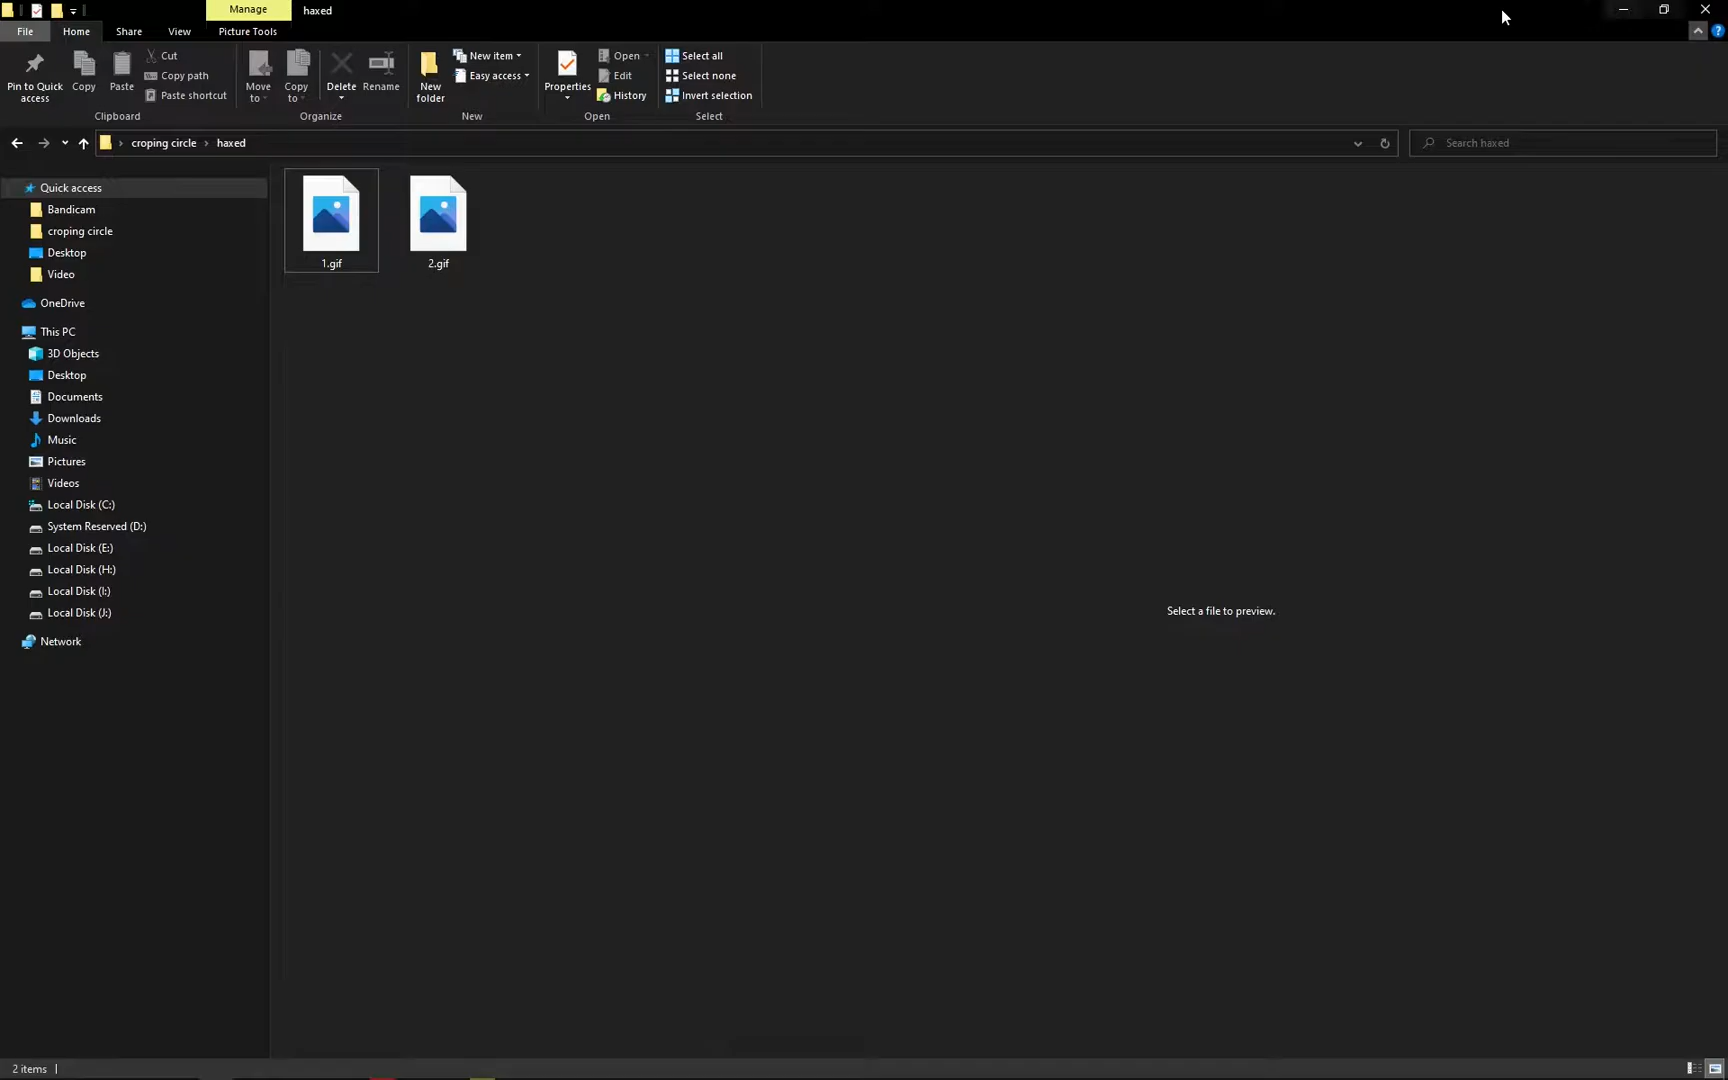 Manage
haxed
File
Home
Share
View
Picture Tools
Pin to Quick access
Copy
Paste
Cut
Copy path
Paste shortcut
Clipboard
Move to
Copy to
Delete
Rename
Organize
New folder
New item
Easy access
New
Properties
Open
Edit
History
Open
Select all
Select none
Invert selection
Select
croping circle
haxed
Search haxed
Quick access
Bandicam
croping circle
Desktop
Video
OneDrive
This PC
3D Objects
Desktop
Documents
Downloads
Music
Pictures
Videos
Local Disk (C:)
System Reserved (D:)
Local Disk (E:)
Local Disk (H:)
Local Disk (I:)
Local Disk (J:)
Network
1.gif
2.gif
Select a file to preview.
2 items